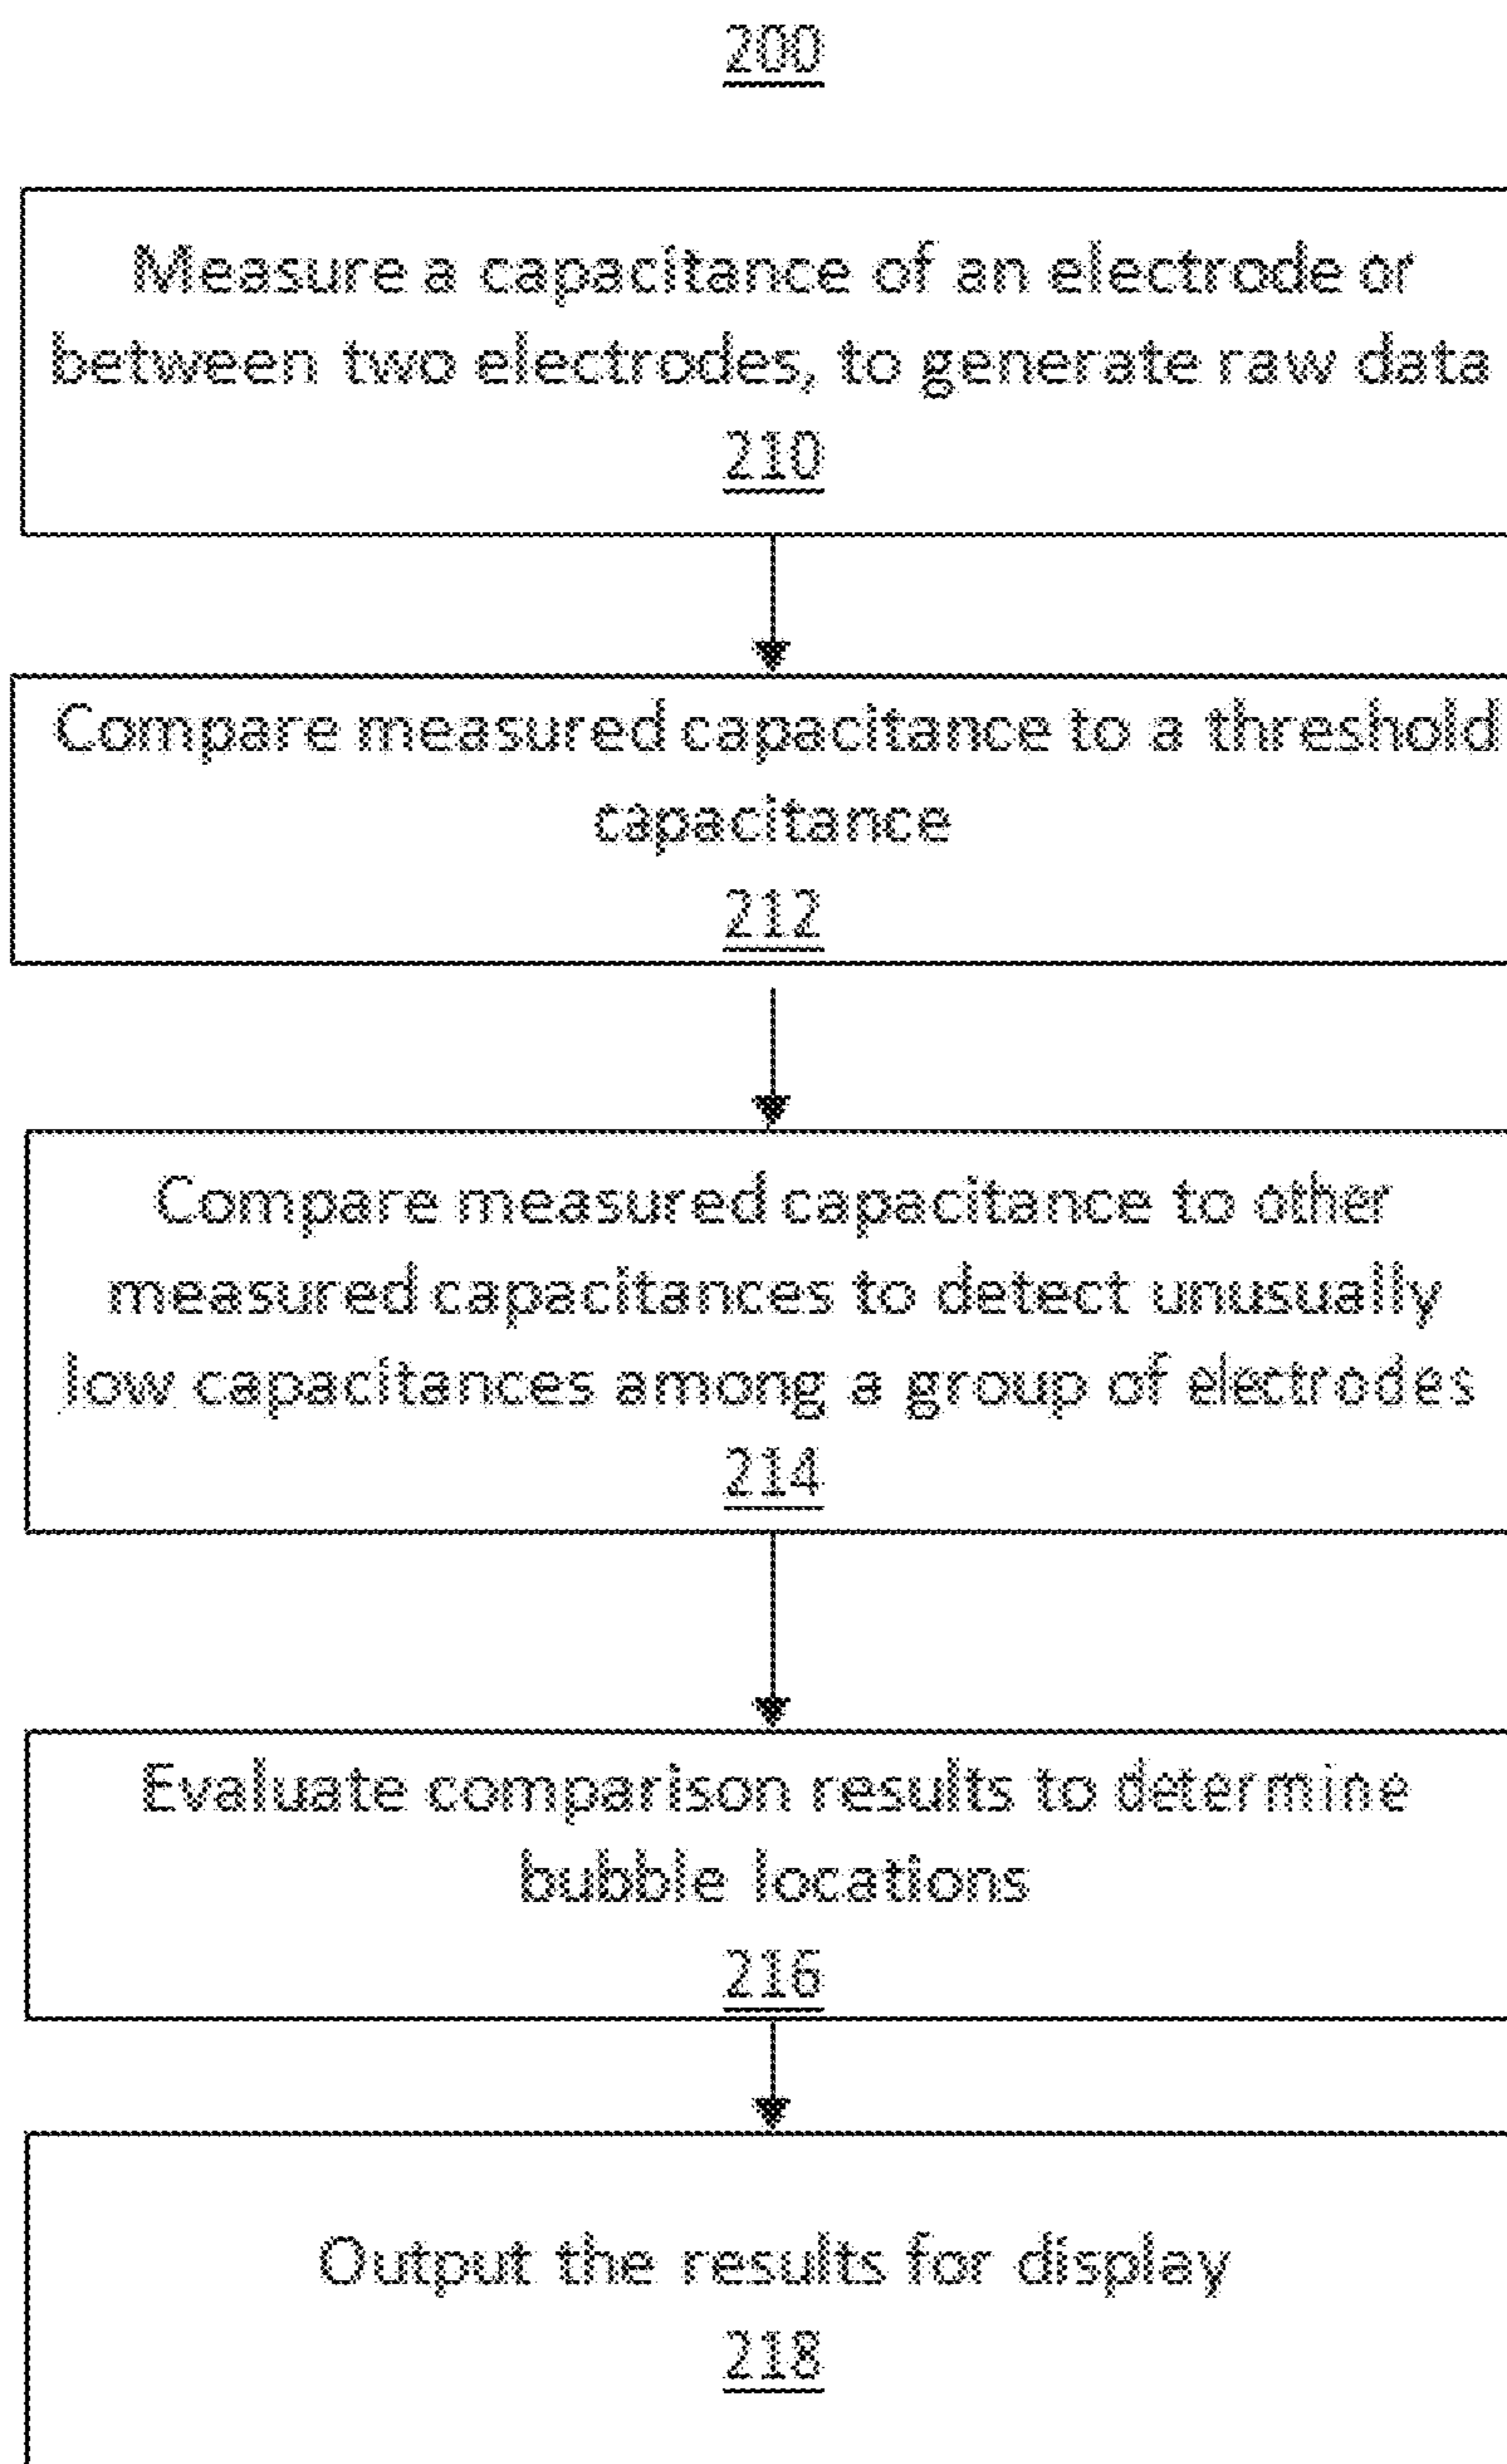 200
Measure a capacitance of an electrode or
between two electrodes, to generate raw data
210
Compare measured capacitance to a threshold
capacitance
212
Compare measured capacitance to other
measured capacitances to detect unusually
low capacitances among a group of electrodes
214
Evaluate comparison results to determine
bubble locations
216
Output the results for display
218